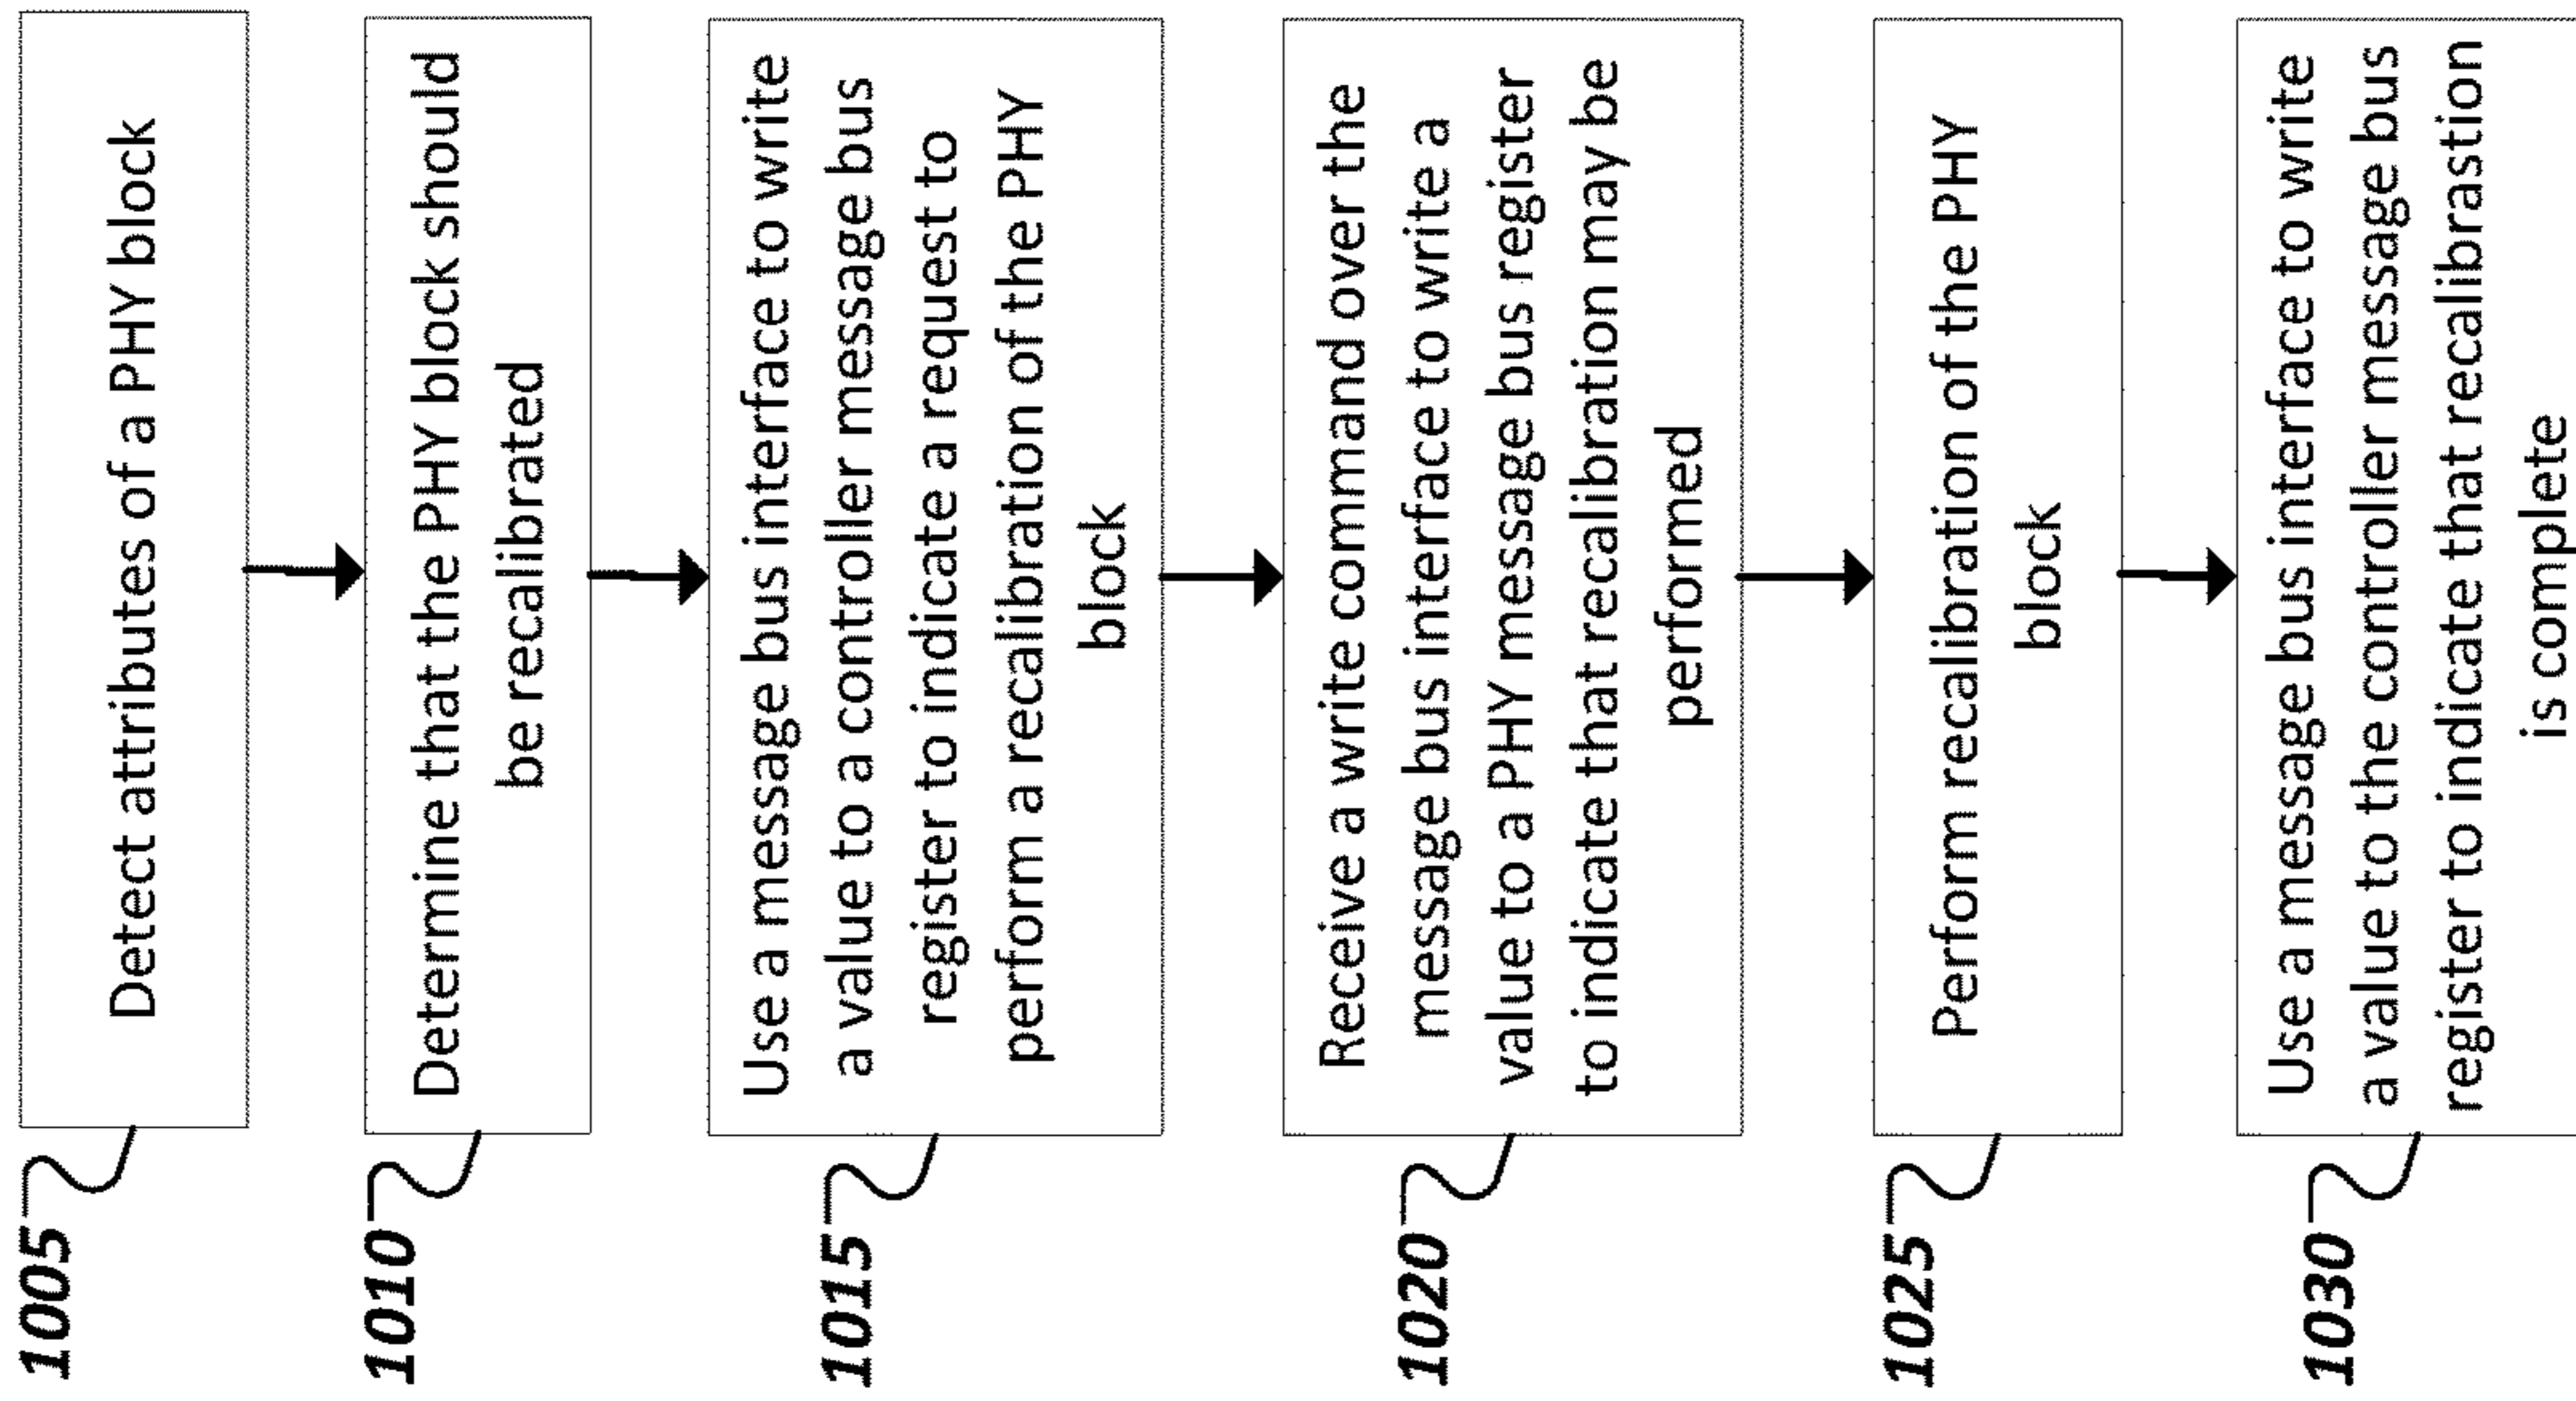 1005
Detect attributes of a PHY block
1010
Determine that the PHY block should
be recalibrated
1015
Use a message bus interface to write
a value to a controller message bus
register to indicate a request to
perform a recalibration of the PHY
block
1020
Receive a write command over the
message bus interface to write a
value to a PHY message bus register
to indicate that recalibration may be
performed
1025
Perform recalibration of the PHY
block
1030
Use a message bus interface to write
a value to the controller message bus
register to indicate that recalibrastion
is complete